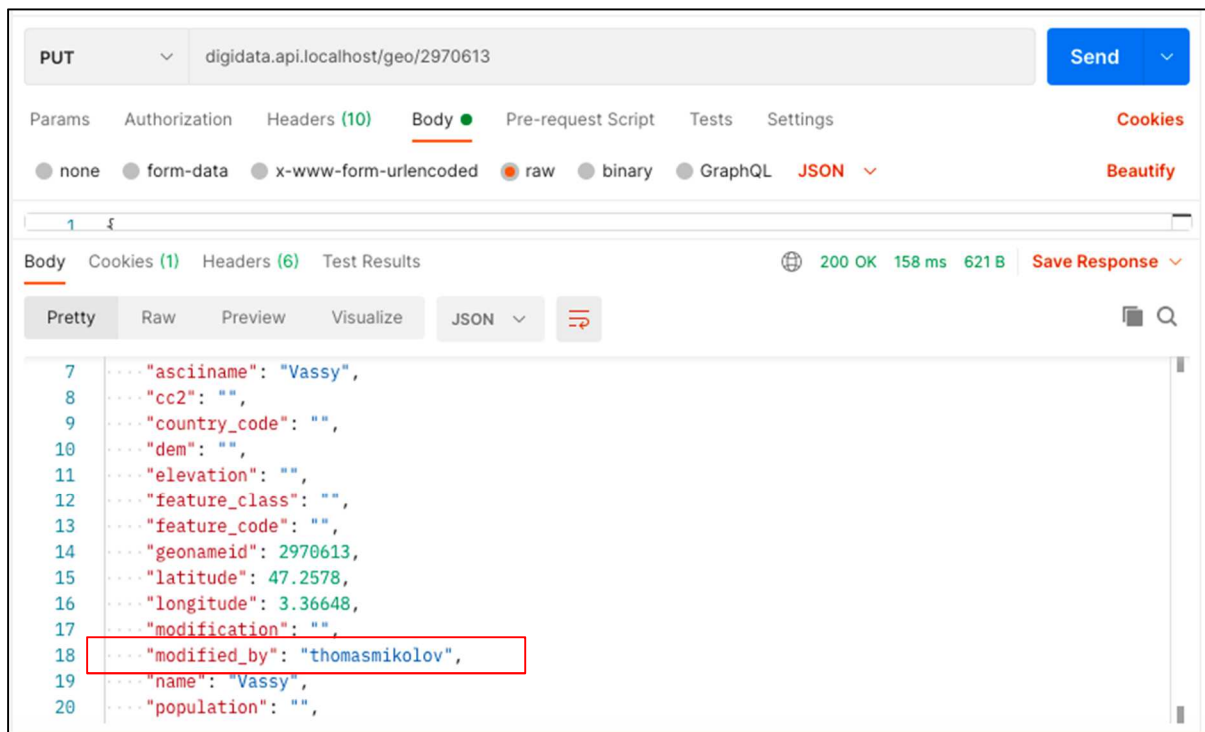 PUT digidata.api.localhost/geo/2970613 Send
Params Authorization Headers (10) Body Pre-request Script Tests Settings Cookies
none form-data x-www-form-urlencoded raw binary GraphQL JSON Beautify
1 {
Body Cookies (1) Headers (6) Test Results 200 OK 158 ms 621 B Save Response
Pretty Raw Preview Visualize JSON
7 "asciiname": "Vassy",
8 "cc2": "",
9 "country_code": "",
10 "dem": "",
11 "elevation": "",
12 "feature_class": "",
13 "feature_code": "",
14 "geonameid": 2970613,
15 "latitude": 47.2578,
16 "longitude": 3.36648,
17 "modification": "",
18 "modified_by": "thomasmikolov",
19 "name": "Vassy",
20 "population": "",